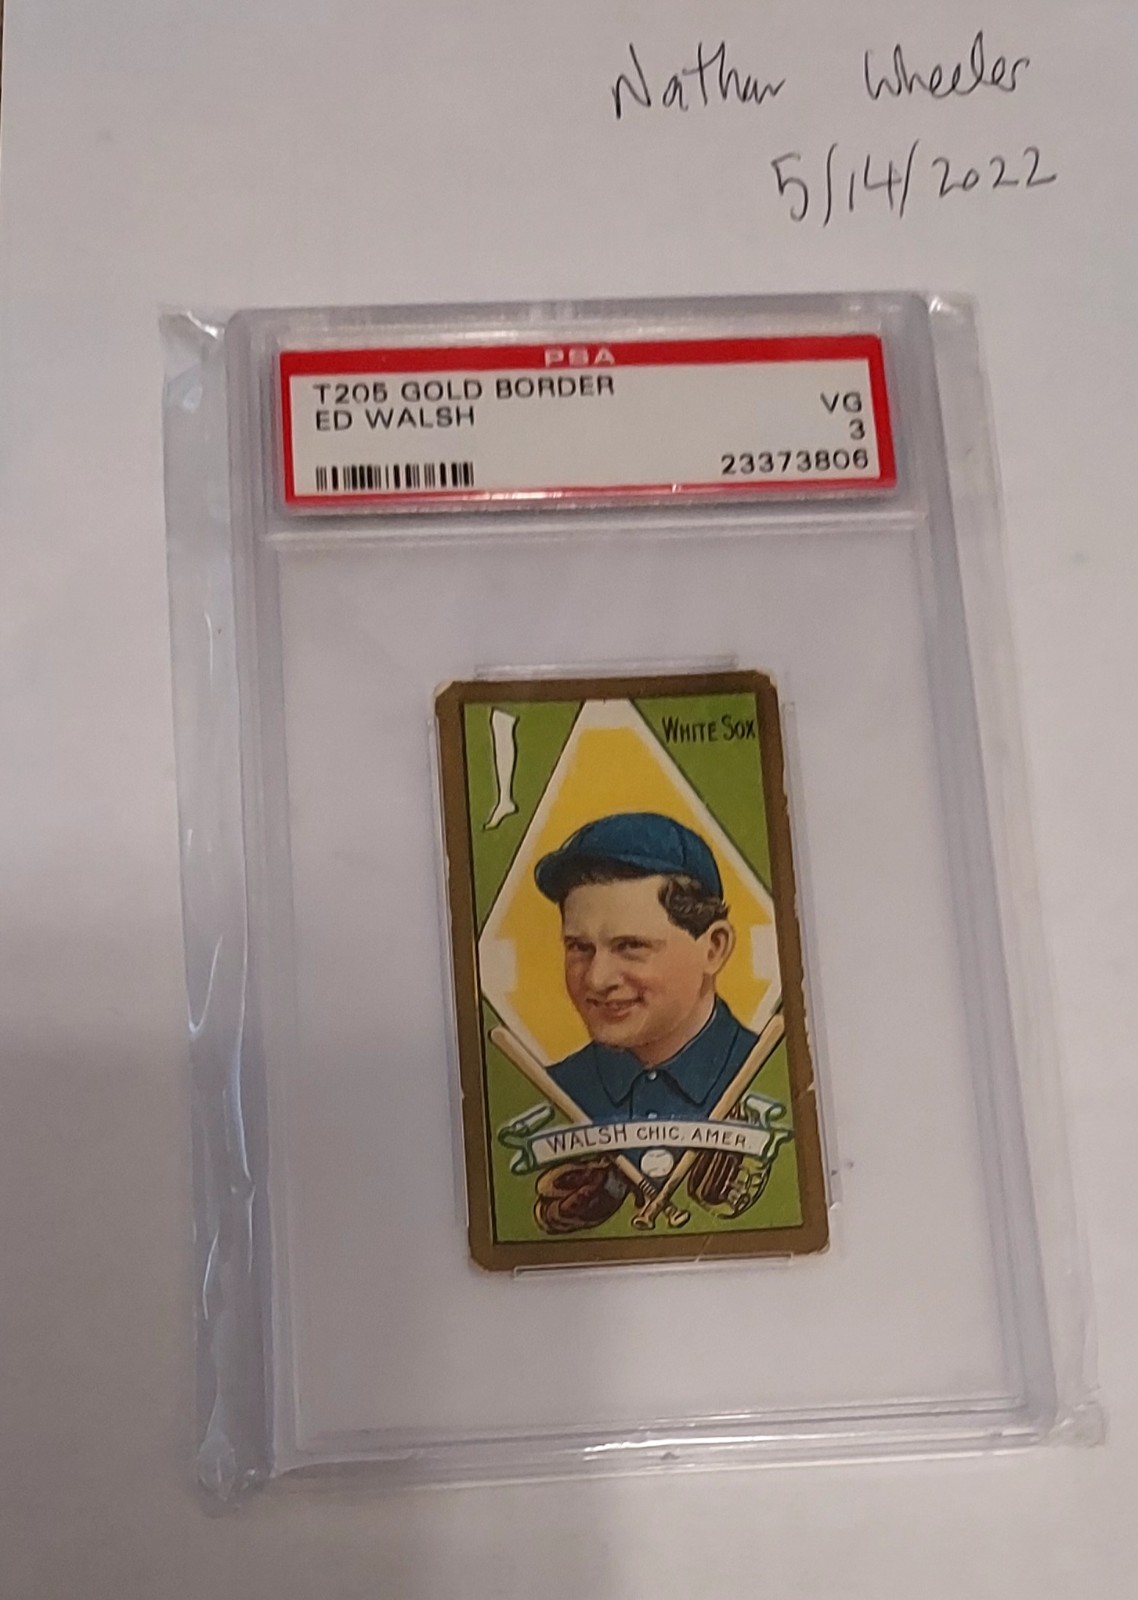 Nathan Wheeler
5/14/2022
PSA
T205 GOLD BORDER
ED WALSH
VG
3
23373806
WHITE SOX
WALSH CHIC. AMER.